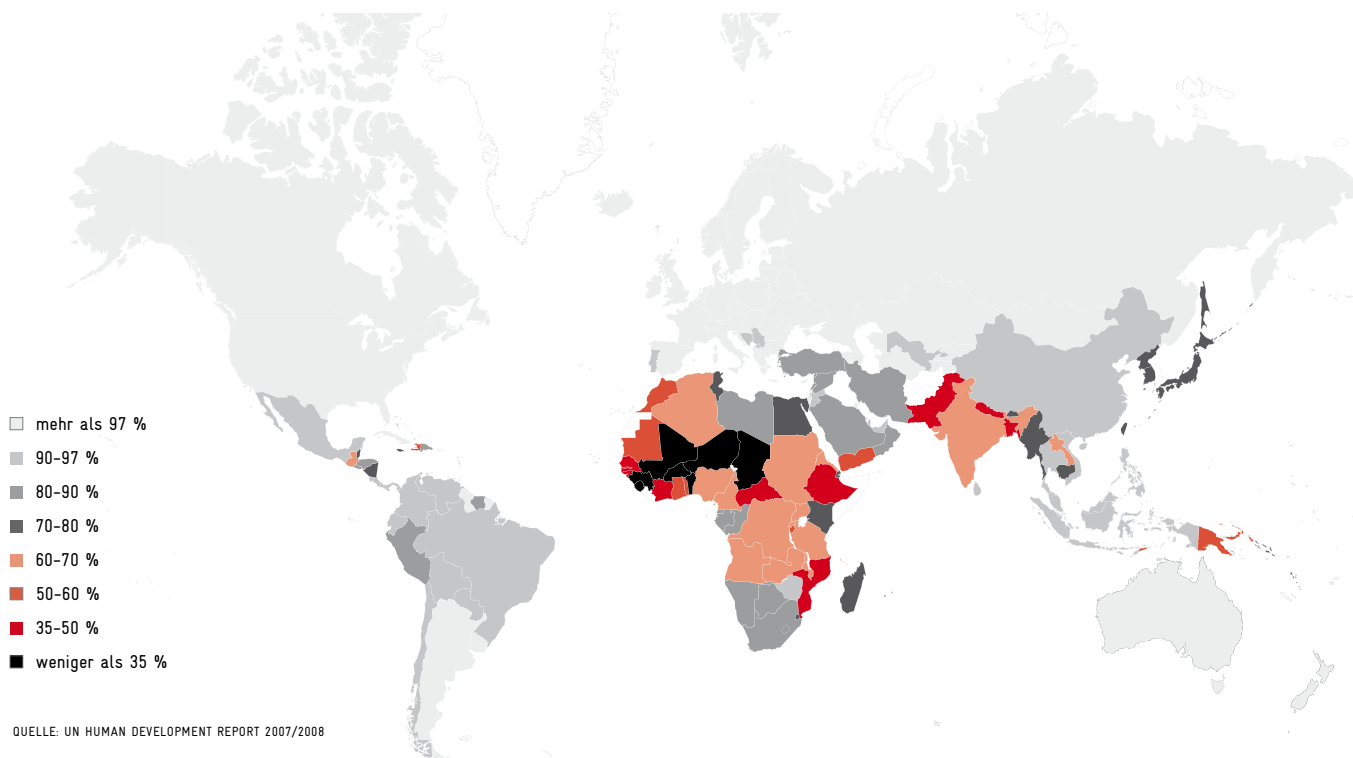 mehr als 97 %
90–97 %
80–90 %
70–80 %
60–70 %
50–60 %
35–50 %
weniger als 35 %
QUELLE: UN HUMAN DEVELOPMENT REPORT 2007/2008